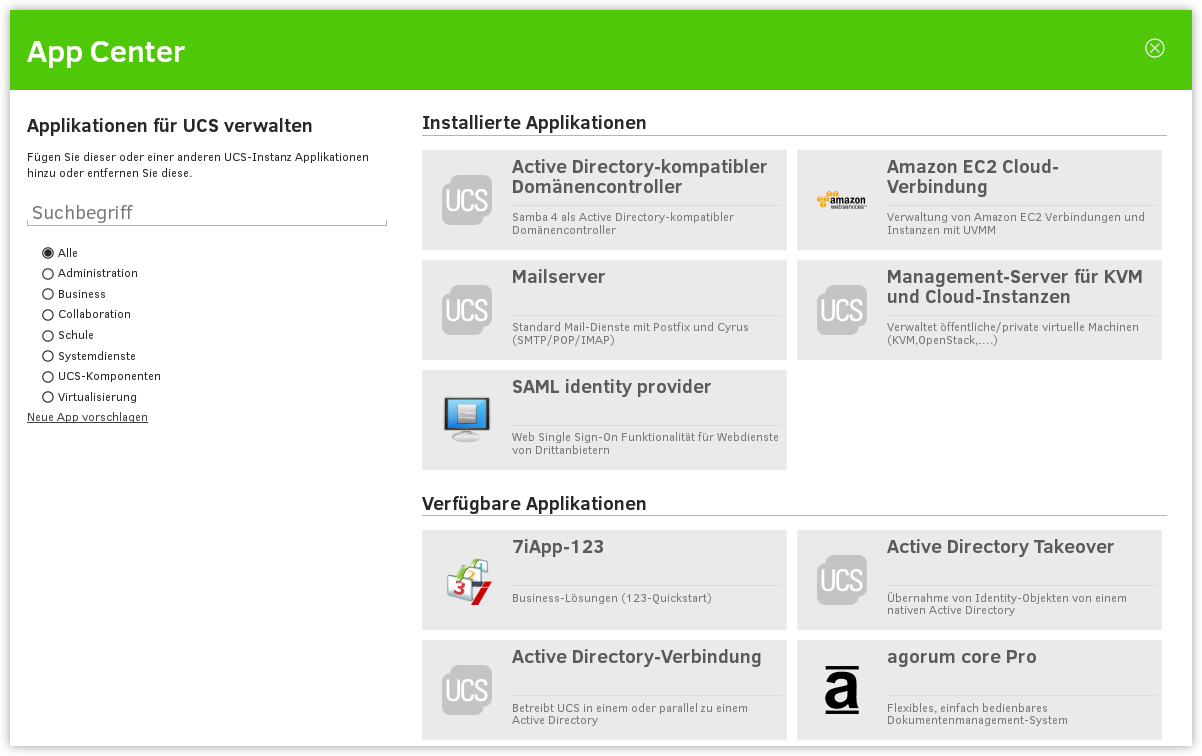 App Center
Applikationen für UCS verwalten
Fügen Sie dieser oder einer anderen UCS-Instanz Applikationen
hinzu oder entfernen Sie diese.
Suchbegriff
Alle
Administration
Business
Collaboration
Schule
Systemdienste
UCS-Komponenten
Virtualisierung
Neue App vorschlagen
Installierte Applikationen
UCS
Active Directory-kompatibler
Domänencontroller
Samba 4 als Active Directory-kompatibler
Domänencontroller
amazon
webservices™
Amazon EC2 Cloud-
Verbindung
Verwaltung von Amazon EC2 Verbindungen und
Instanzen mit UVMM
UCS
Mailserver
Standard Mail-Dienste mit Postfix und Cyrus
(SMTP/POP/IMAP)
UCS
Management-Server für KVM
und Cloud-Instanzen
Verwaltet öffentliche/private virtuelle Machinen
(KVM,OpenStack,....)
SAML identity provider
Web Single Sign-On Funktionalität für Webdienste
von Drittanbietern
Verfügbare Applikationen
3 2 1
7iApp-123
Business-Lösungen (123-Quickstart)
UCS
Active Directory Takeover
Übernahme von Identity-Objekten von einem
nativen Active Directory
UCS
Active Directory-Verbindung
Betreibt UCS in einem oder parallel zu einem
Active Directory
a
agorum core Pro
Flexibles, einfach bedienbares
Dokumentenmanagement-System